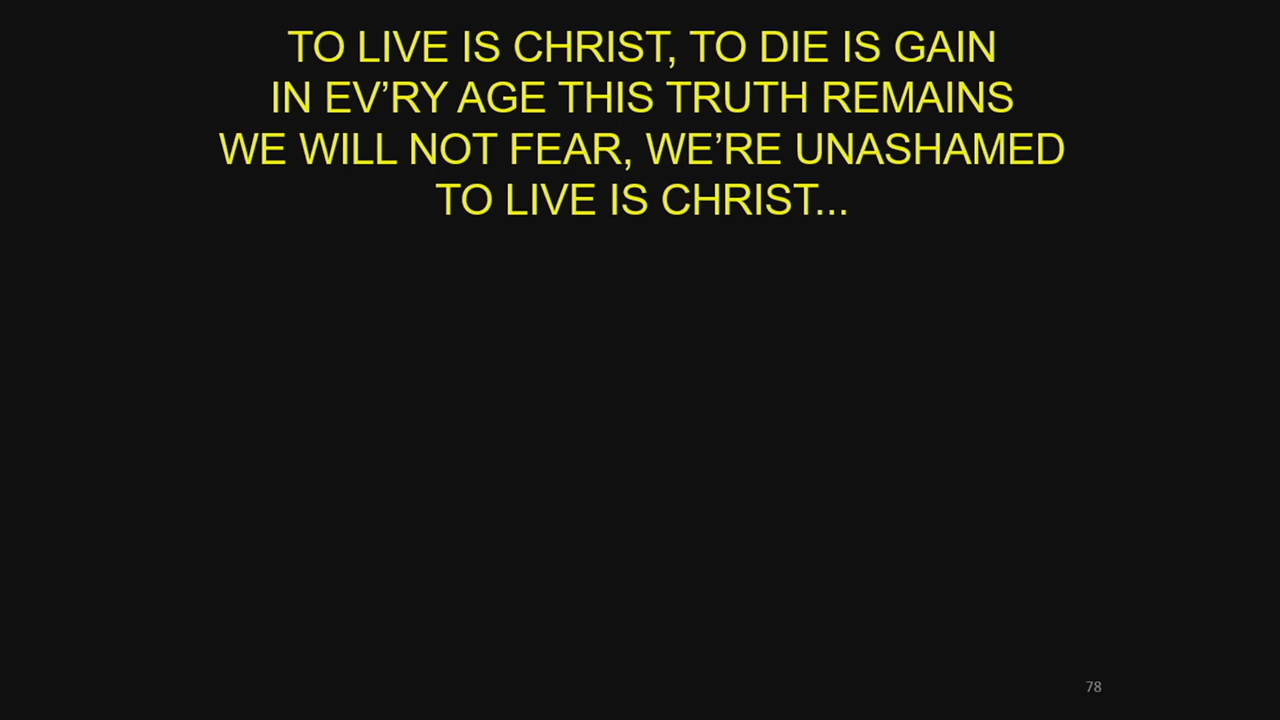 TO LIVE IS CHRIST, TO DIE IS GAIN
IN EV’RY AGE THIS TRUTH REMAINS
WE WILL NOT FEAR, WE’RE UNASHAMED
TO LIVE IS CHRIST...
78